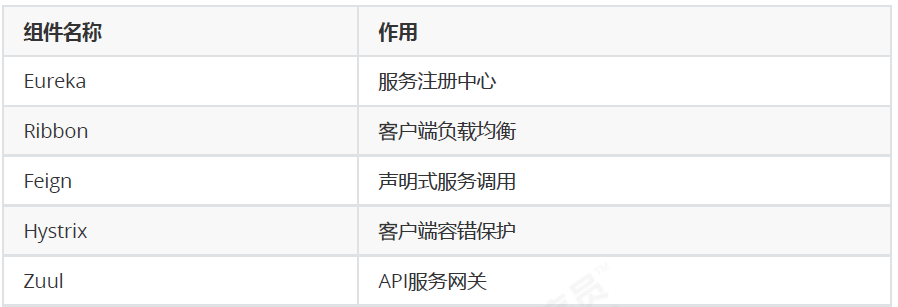 组件名称 作用
Eureka 服务注册中心
Ribbon 客户端负载均衡
Feign 声明式服务调用
Hystrix 客户端容错保护
Zuul API服务网关
员